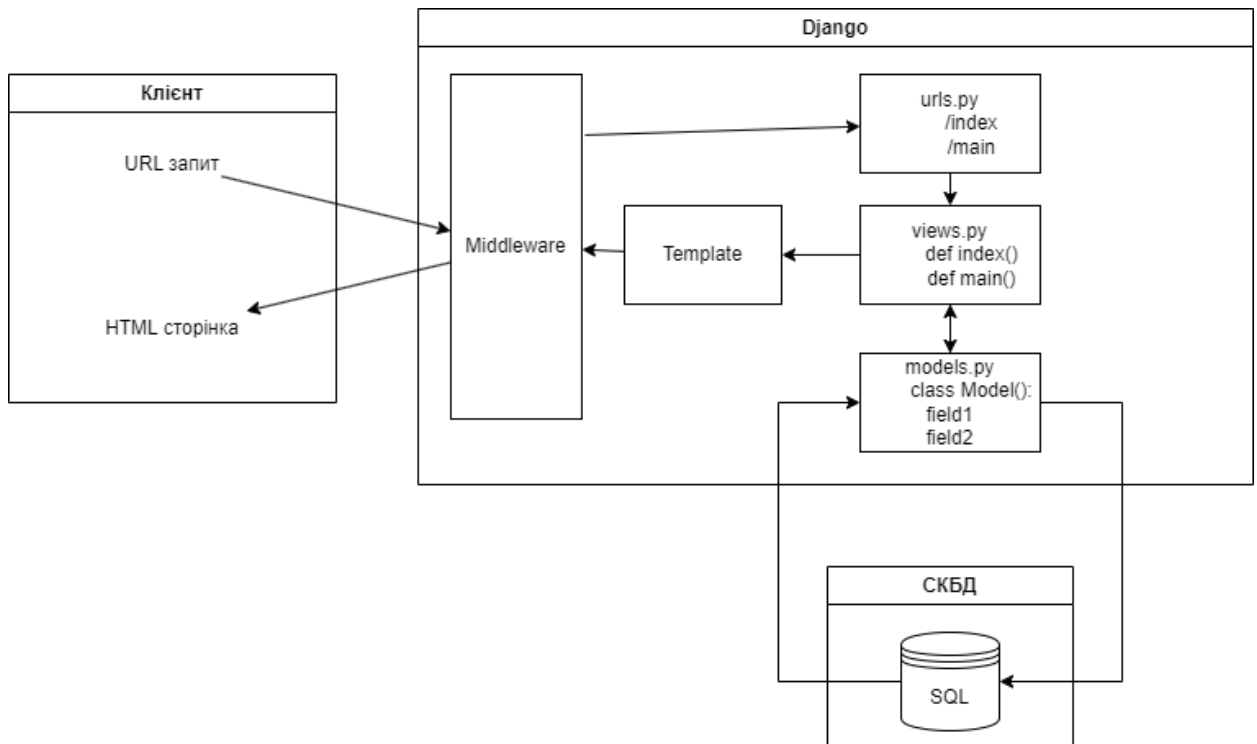 Django
Клієнт
URL запит
HTML сторінка
Middleware
Template
urls.py
/index
/main
views.py
def index()
def main()
models.py
class Model():
field1
field2
СКБД
SQL